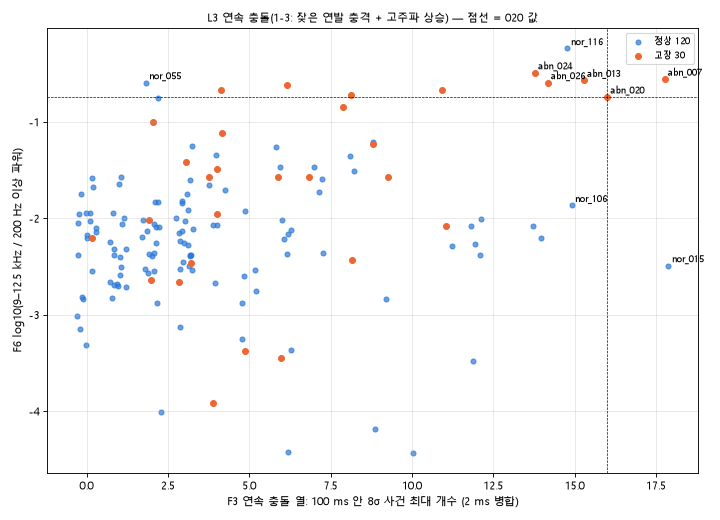 L3 연속 충돌(1-3: 잦은 연발 충격 + 고주파 상승) — 점선 = 020 값
nor_116
정상 120
고장 30
abn_024
nor_055
abn_026
abn_013
abn_007
abn_020
-1
nor_106
-2
nor_015
-3
-4
F6 log10(9–12.5 kHz / 200 Hz 이상 파워)
0.0 2.5 5.0 7.5 10.0 12.5 15.0 17.5
F3 연속 충돌 열: 100 ms 안 8σ 사건 최대 개수 (2 ms 병합)